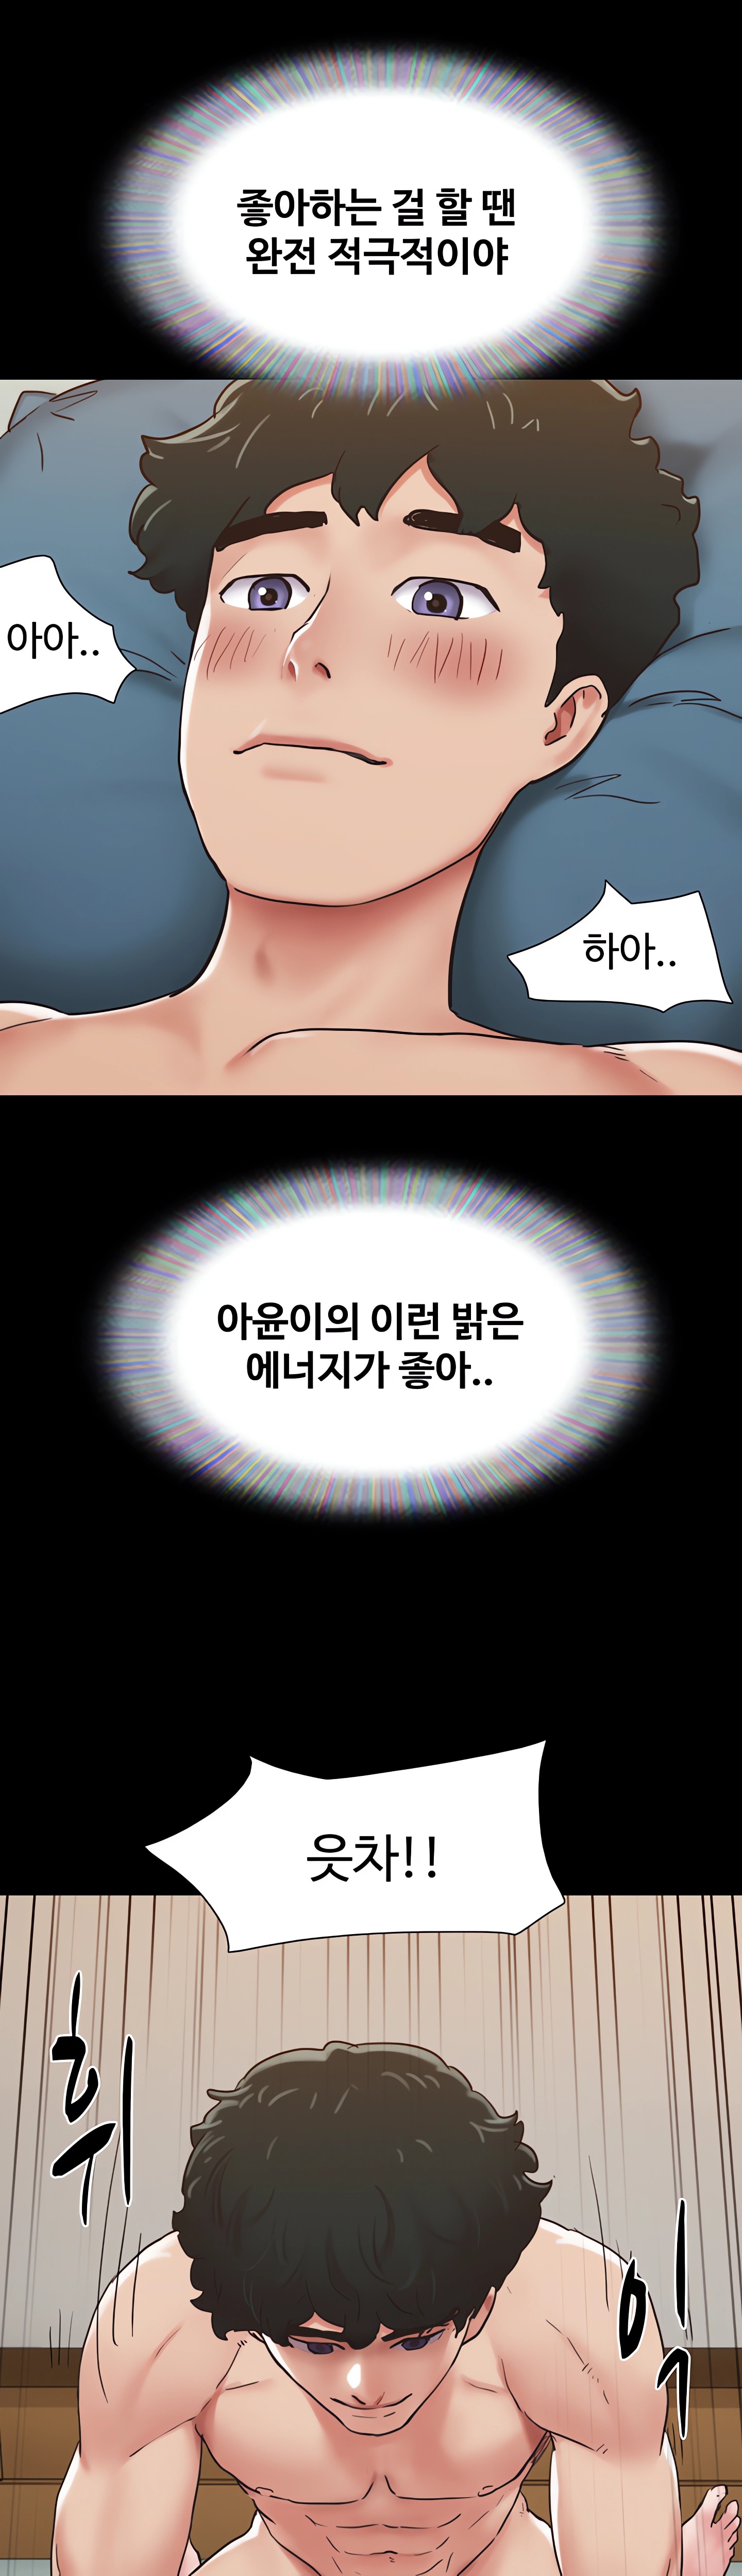 좋아하는 걸 할 땐
완전 적극적이야
아아..
하아..
아윤이의 이런 밝은
에너지가 좋아..
읏차!!
휘
익